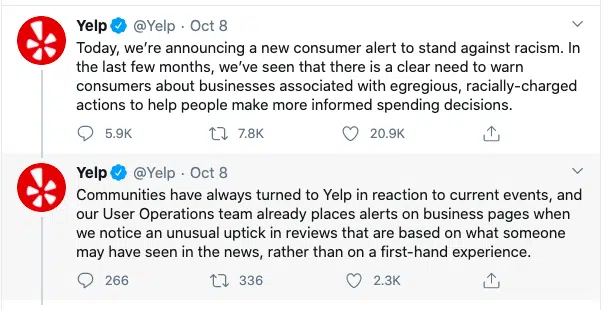 Yelp @Yelp · Oct 8
Today, we’re announcing a new consumer alert to stand against racism. In
the last few months, we’ve seen that there is a clear need to warn
consumers about businesses associated with egregious, racially-charged
actions to help people make more informed spending decisions.
5.9K 7.8K 20.9K
Yelp @Yelp · Oct 8
Communities have always turned to Yelp in reaction to current events, and
our User Operations team already places alerts on business pages when
we notice an unusual uptick in reviews that are based on what someone
may have seen in the news, rather than on a first-hand experience.
266 336 2.3K